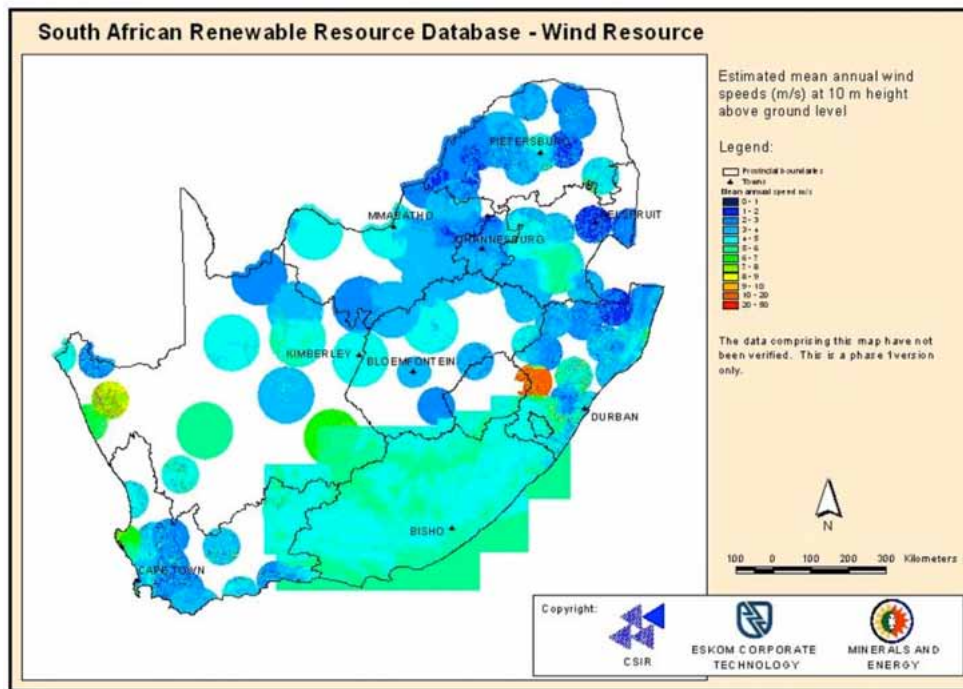 South African Renewable Resource Database - Wind Resource
Estimated mean annual wind
speeds (m/s) at 10 m height
above ground level
Legend:
Provincial boundaries
Towns
Mean annual speed m/s
0 - 1
1 - 2
2 - 3
3 - 4
4 - 5
5 - 6
6 - 7
7 - 8
8 - 9
9 - 10
10 - 20
20 - 50
The data comprising this map have not
been verified. This is a phase 1version
only.
PIETERSBURG
MMABATHO
NELSPRUIT
JOHANNESBURG
KIMBERLEY
BLOEMFONTEIN
DURBAN
BISHO
CAPE TOWN
N
100 0 100 200 300 Kilometers
Copyright:
CSIR
ESKOM CORPORATE
TECHNOLOGY
MINERALS AND
ENERGY